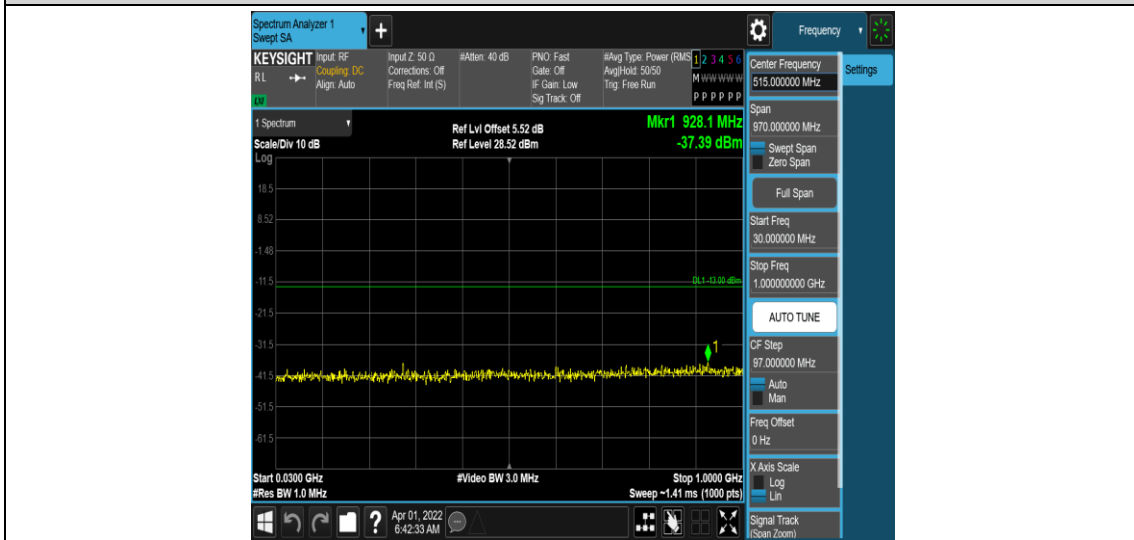 Spectrum Analyzer 1
Swept SA
Frequency
KEYSIGHT
RL
LXI
Input: RF
Coupling: DC
Align: Auto
Input Z: 50 Ω
Corrections: Off
Freq Ref: Int (S)
#Atten: 40 dB
PNO: Fast
Gate: Off
IF Gain: Low
Sig Track: Off
#Avg Type: Power (RMS
Avg|Hold: 50/50
Trig: Free Run
1 2 3 4 5 6
M W W W W W
P P P P P P
1 Spectrum
Scale/Div 10 dB
Ref Lvl Offset 5.52 dB
Ref Level 28.52 dBm
Mkr1 928.1 MHz
-37.39 dBm
Log
18.5
8.52
-1.48
-11.5
DL1 -13.00 dBm
-21.5
-31.5
1
-41.5
-51.5
-61.5
Start 0.0300 GHz
#Video BW 3.0 MHz
Stop 1.0000 GHz
#Res BW 1.0 MHz
Sweep ~1.41 ms (1000 pts)
?
Apr 01, 2022
6:42:33 AM
Center Frequency
515.000000 MHz
Settings
Span
970.000000 MHz
Swept Span
Zero Span
Full Span
Start Freq
30.000000 MHz
Stop Freq
1.000000000 GHz
AUTO TUNE
CF Step
97.000000 MHz
Auto
Man
Freq Offset
0 Hz
X Axis Scale
Log
Lin
Signal Track
(Span Zoom)